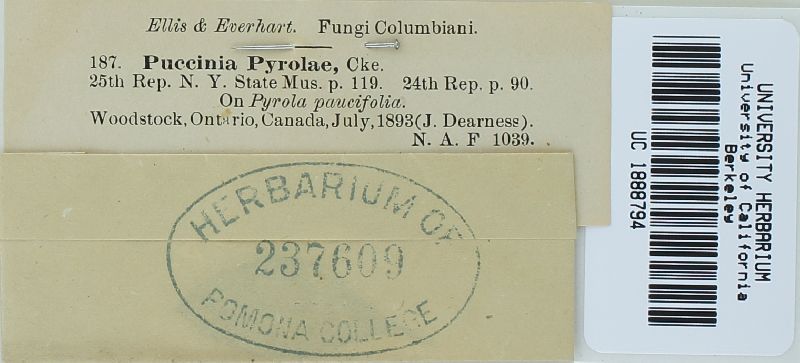 Ellis & Everhart. Fungi Columbiani.
187. Puccinia Pyrolae, Cke.
25th Rep. N. Y. State Mus. p. 119. 24th Rep. p. 90.
On Pyrola paucifolia.
Woodstock, Ontario, Canada, July, 1893 (J. Dearness).
N. A. F 1039.
HERBARIUM OF
237609
POMONA COLLEGE
UNIVERSITY HERBARIUM
University of California
Berkeley
UC 1888794